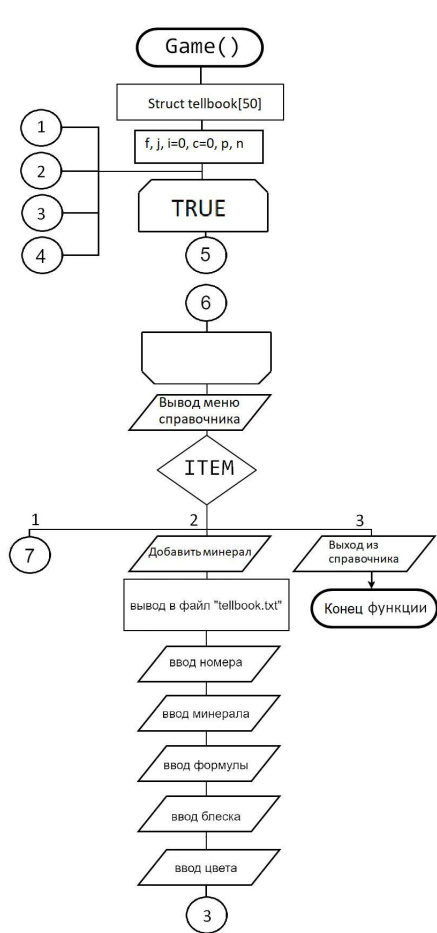 Game()
Struct tellbook[50]
f, j, i=0, c=0, p, n
1
2
3
4
TRUE
5
6
Вывод меню
справочника
ITEM
1
2
3
7
Добавить минерал
Выход из
справочника
вывод в файл "tellbook.txt"
Конец функции
ввод номера
ввод минерала
ввод формулы
ввод блеска
ввод цвета
3